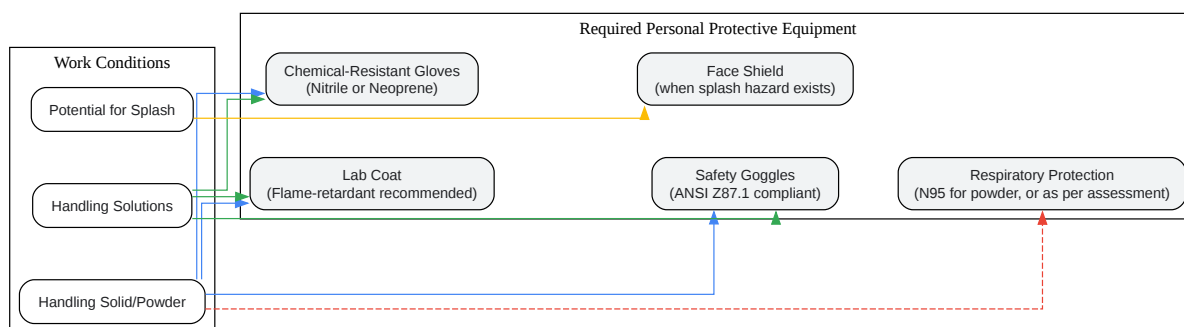 Required Personal Protective Equipment
Work Conditions
Chemical-Resistant Gloves
(Nitrile or Neoprene)
Face Shield
(when splash hazard exists)
Potential for Splash
Lab Coat
(Flame-retardant recommended)
Safety Goggles
(ANSI Z87.1 compliant)
Respiratory Protection
(N95 for powder, or as per assessment)
Handling Solutions
Handling Solid/Powder